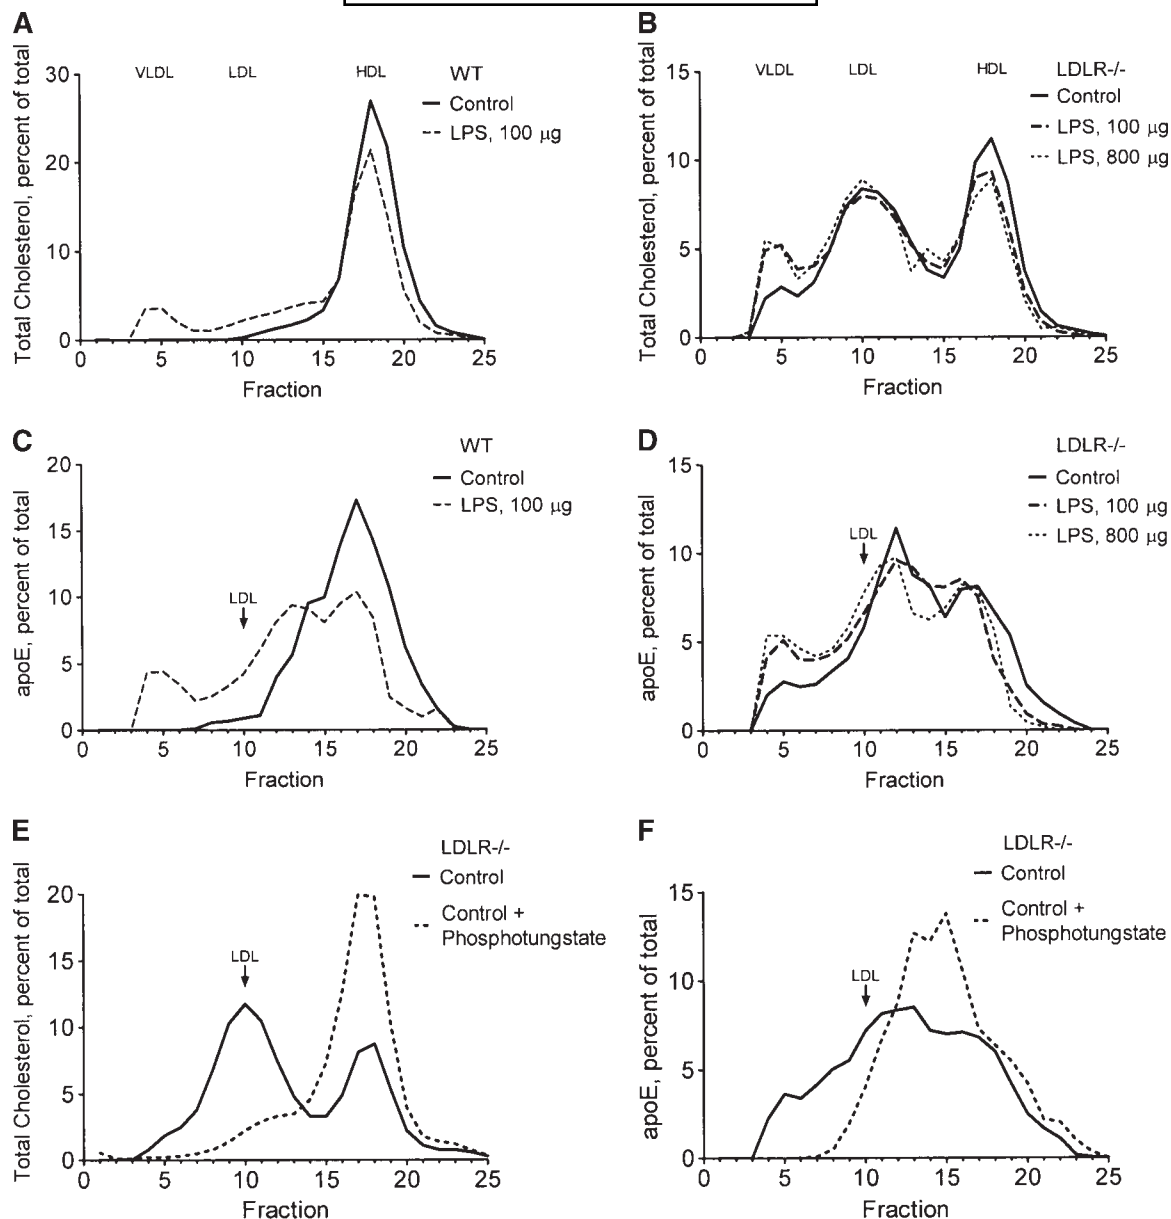 A
Total Cholesterol, percent of total
VLDL LDL HDL
WT
Control
LPS, 100 µg
30
20
10
0
0 5 10 15 20 25
Fraction
B
Total Cholesterol, percent of total
VLDL LDL HDL
LDLR-/-
Control
LPS, 100 µg
LPS, 800 µg
15
10
5
0
0 5 10 15 20 25
Fraction
C
apoE, percent of total
WT
Control
LPS, 100 µg
LDL
20
15
10
5
0
0 5 10 15 20 25
Fraction
D
apoE, percent of total
LDLR-/-
Control
LPS, 100 µg
LPS, 800 µg
LDL
15
10
5
0
0 5 10 15 20 25
Fraction
E
Total Cholesterol, percent of total
LDLR-/-
Control
Control +
Phosphotungstate
LDL
20
15
10
5
0
0 5 10 15 20 25
Fraction
F
apoE, percent of total
LDLR-/-
Control
Control +
Phosphotungstate
LDL
15
10
5
0
0 5 10 15 20 25
Fraction